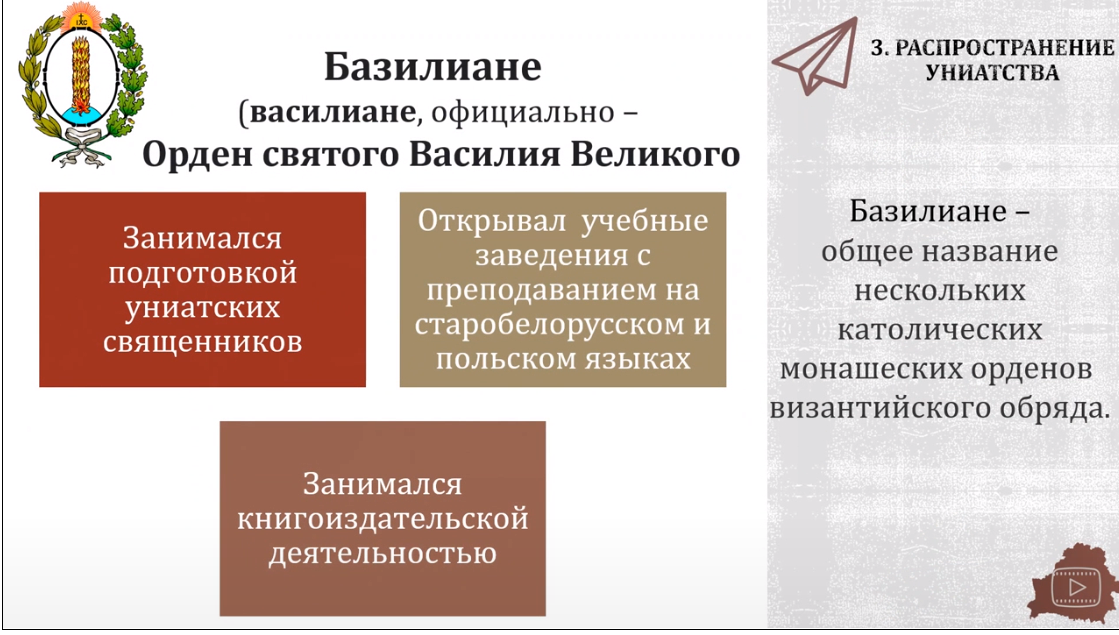 Базилиане
(василиане, официально –
Орден святого Василия Великого
3. РАСПРОСТРАНЕНИЕ
УНИАТСТВА
Занимался
подготовкой
униатских
священников
Открывал учебные
заведения с
преподаванием на
старобелорусском и
польском языках
Занимался
книгоиздательской
деятельностью
Базилиане –
общее название
нескольких
католических
монашеских орденов
византийского обряда.